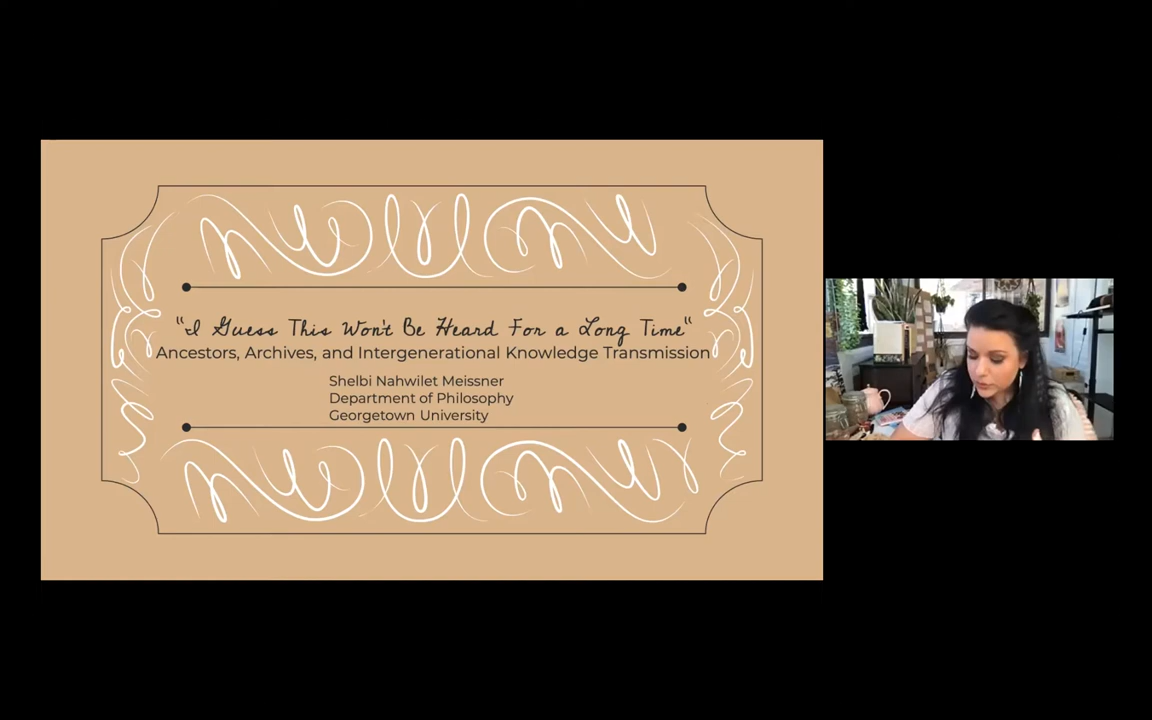 "I Guess This Won't Be Heard For a Long Time"
Ancestors, Archives, and Intergenerational Knowledge Transmission
Shelbi Nahwilet Meissner
Department of Philosophy
Georgetown University